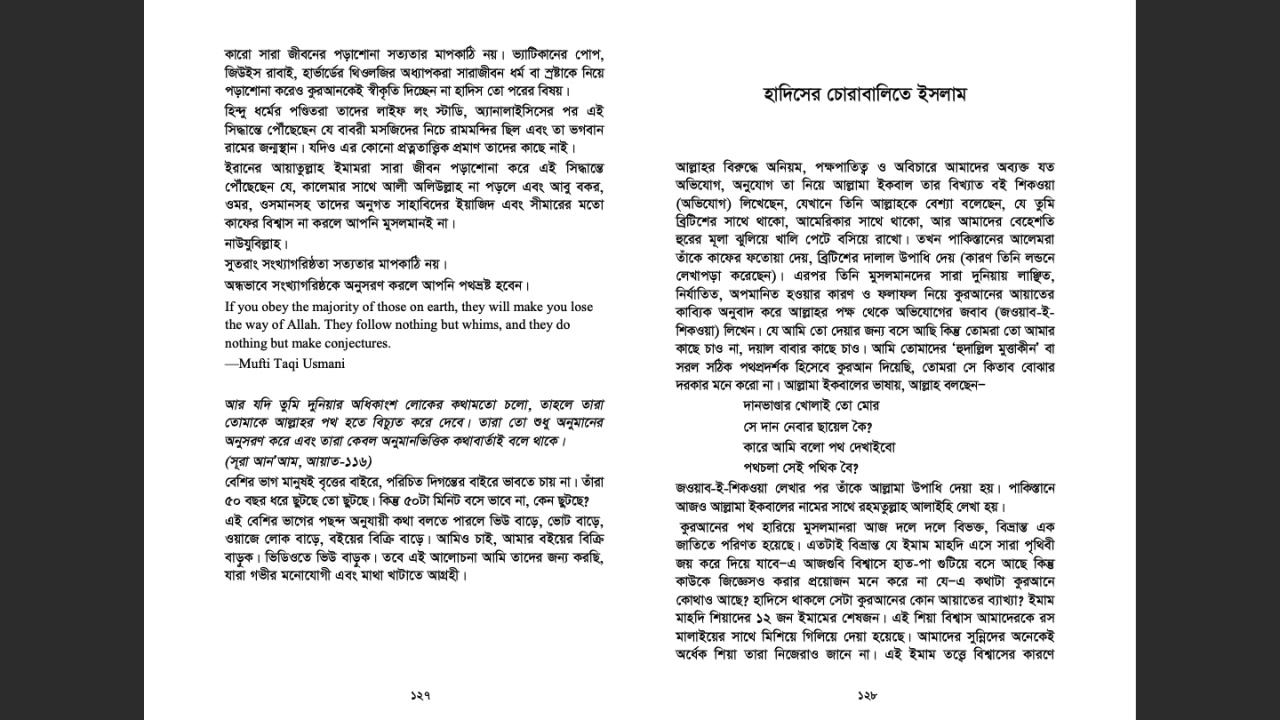 কারো সারা জীবনের পড়াশোনা সত্যতার মাপকাঠি নয়। ভ্যাটিকানের পোপ,
জিউইস রাবাই, হার্ভার্ডের থিওলজির অধ্যাপকরা সারাজীবন ধর্ম বা স্রষ্টাকে নিয়ে
পড়াশোনা করেও কুরআনকেই স্বীকৃতি দিচ্ছেন না হাদিস তো পরের বিষয়।
হিন্দু ধর্মের পণ্ডিতরা তাদের লাইফ লং স্টাডি, অ্যানালাইসিসের পর এই
সিদ্ধান্তে পৌঁছেছেন যে বাবরী মসজিদের নিচে রামমন্দির ছিল এবং তা ভগবান
রামের জন্মস্থান। যদিও এর কোনো প্রত্নতাত্ত্বিক প্রমাণ তাদের কাছে নাই।
ইরানের আয়াতুল্লাহ ইমামরা সারা জীবন পড়াশোনা করে এই সিদ্ধান্তে
পৌঁছেছেন যে, কালেমার সাথে আলী অলিউল্লাহ না পড়লে এবং আবু বকর,
ওমর, ওসমানসহ তাদের অনুগত সাহাবিদের ইয়াজিদ এবং সীমারের মতো
কাফের বিশ্বাস না করলে আপনি মুসলমানই না।
নাউযুবিল্লাহ।
সুতরাং সংখ্যাগরিষ্ঠতা সত্যতার মাপকাঠি নয়।
অন্ধভাবে সংখ্যাগরিষ্ঠকে অনুসরণ করলে আপনি পথভ্রষ্ট হবেন।
If you obey the majority of those on earth, they will make you lose
the way of Allah. They follow nothing but whims, and they do
nothing but make conjectures.
—Mufti Taqi Usmani
আর যদি তুমি দুনিয়ার অধিকাংশ লোকের কথামতো চলো, তাহলে তারা
তোমাকে আল্লাহর পথ হতে বিচ্যুত করে দেবে। তারা তো শুধু অনুমানের
অনুসরণ করে এবং তারা কেবল অনুমানভিত্তিক কথাবার্তাই বলে থাকে।
(সূরা আন'আম, আয়াত-১১৬)
বেশির ভাগ মানুষই বৃত্তের বাইরে, পরিচিত দিগন্তের বাইরে ভাবতে চায় না। তাঁরা
৫০ বছর ধরে ছুটছে তো ছুটছে। কিন্তু ৫০টা মিনিট বসে ভাবে না, কেন ছুটছে?
এই বেশির ভাগের পছন্দ অনুযায়ী কথা বলতে পারলে ভিউ বাড়ে, ভোট বাড়ে,
ওয়াজে লোক বাড়ে, বইয়ের বিক্রি বাড়ে। আমিও চাই, আমার বইয়ের বিক্রি
বাড়ুক। ভিডিওতে ভিউ বাড়ুক। তবে এই আলোচনা আমি তাদের জন্য করছি,
যারা গভীর মনোযোগী এবং মাথা খাটাতে আগ্রহী।
১২৭
হাদিসের চোরাবালিতে ইসলাম
আল্লাহর বিরুদ্ধে অনিয়ম, পক্ষপাতিত্ব ও অবিচারে আমাদের অব্যক্ত যত
অভিযোগ, অনুযোগ তা নিয়ে আল্লামা ইকবাল তার বিখ্যাত বই শিকওয়া
(অভিযোগ) লিখেছেন, যেখানে তিনি আল্লাহকে বেশ্যা বলেছেন, যে তুমি
ব্রিটিশের সাথে থাকো, আমেরিকার সাথে থাকো, আর আমাদের বেহেশতি
হুরের মূলা ঝুলিয়ে খালি পেটে বসিয়ে রাখো। তখন পাকিস্তানের আলেমরা
তাঁকে কাফের ফতোয়া দেয়, ব্রিটিশের দালাল উপাধি দেয় (কারণ তিনি লন্ডনে
লেখাপড়া করেছেন)। এরপর তিনি মুসলমানদের সারা দুনিয়ায় লাঞ্ছিত,
নির্যাতিত, অপমানিত হওয়ার কারণ ও ফলাফল নিয়ে কুরআনের আয়াতের
কাব্যিক অনুবাদ করে আল্লাহর পক্ষ থেকে অভিযোগের জবাব (জওয়াব-ই-
শিকওয়া) লিখেন। যে আমি তো দেয়ার জন্য বসে আছি কিন্তু তোমরা তো আমার
কাছে চাও না, দয়াল বাবার কাছে চাও। আমি তোমাদের ‘হুদাল্লিল মুত্তাকীন’ বা
সরল সঠিক পথপ্রদর্শক হিসেবে কুরআন দিয়েছি, তোমরা সে কিতাব বোঝার
দরকার মনে করো না। আল্লামা ইকবালের ভাষায়, আল্লাহ বলছেন–
দানভাণ্ডার খোলাই তো মোর
সে দান নেবার ছায়েল কৈ?
কারে আমি বলো পথ দেখাইবো
পথচলা সেই পথিক বৈ?
জওয়াব-ই-শিকওয়া লেখার পর তাঁকে আল্লামা উপাধি দেয়া হয়। পাকিস্তানে
আজও আল্লামা ইকবালের নামের সাথে রহমতুল্লাহ আলাইহি লেখা হয়।
কুরআনের পথ হারিয়ে মুসলমানরা আজ দলে দলে বিভক্ত, বিভ্রান্ত এক
জাতিতে পরিণত হয়েছে। এতটাই বিভ্রান্ত যে ইমাম মাহদি এসে সারা পৃথিবী
জয় করে দিয়ে যাবে–এ আজগুবি বিশ্বাসে হাত-পা গুটিয়ে বসে আছে কিন্তু
কাউকে জিজ্ঞেসও করার প্রয়োজন মনে করে না যে–এ কথাটা কুরআনে
কোথাও আছে? হাদিসে থাকলে সেটা কুরআনের কোন আয়াতের ব্যাখ্যা? ইমাম
মাহদি শিয়াদের ১২ জন ইমামের শেষজন। এই শিয়া বিশ্বাস আমাদেরকে রস
মালাইয়ের সাথে মিশিয়ে গিলিয়ে দেয়া হয়েছে। আমাদের সুন্নিদের অনেকেই
অর্ধেক শিয়া তারা নিজেরাও জানে না। এই ইমাম তত্ত্বে বিশ্বাসের কারণে
১২৮